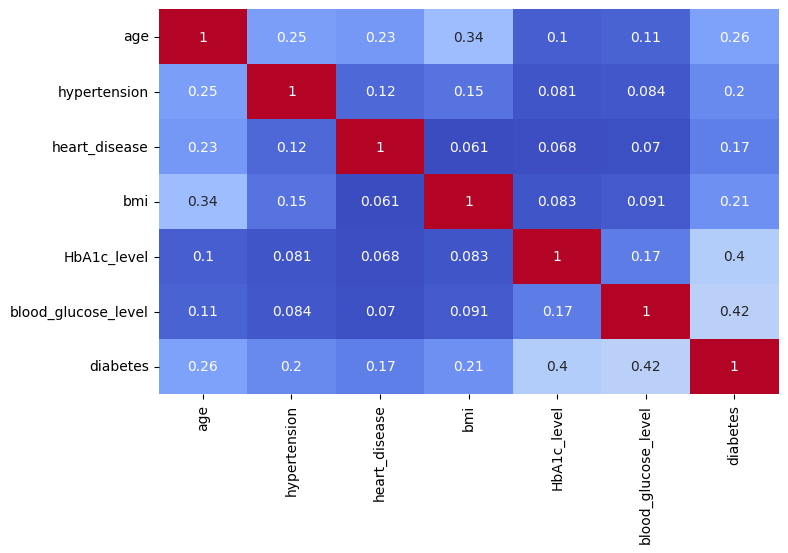 age 1 0.25 0.23 0.34 0.1 0.11 0.26
hypertension 0.25 1 0.12 0.15 0.081 0.084 0.2
heart_disease 0.23 0.12 1 0.061 0.068 0.07 0.17
bmi 0.34 0.15 0.061 1 0.083 0.091 0.21
HbA1c_level 0.1 0.081 0.068 0.083 1 0.17 0.4
blood_glucose_level 0.11 0.084 0.07 0.091 0.17 1 0.42
diabetes 0.26 0.2 0.17 0.21 0.4 0.42 1
age
hypertension
heart_disease
bmi
HbA1c_level
blood_glucose_level
diabetes